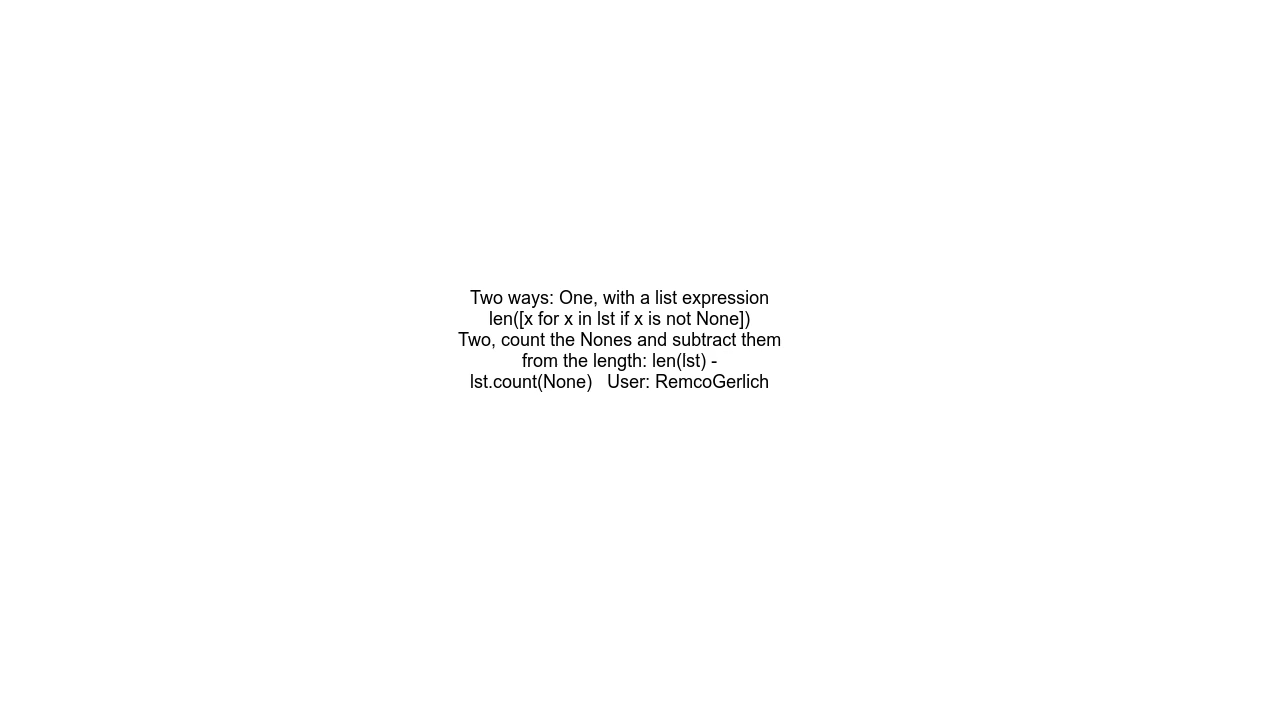 Two ways: One, with a list expression
len([x for x in lst if x is not None])
Two, count the Nones and subtract them
from the length: len(lst) -
lst.count(None)   User: RemcoGerlich